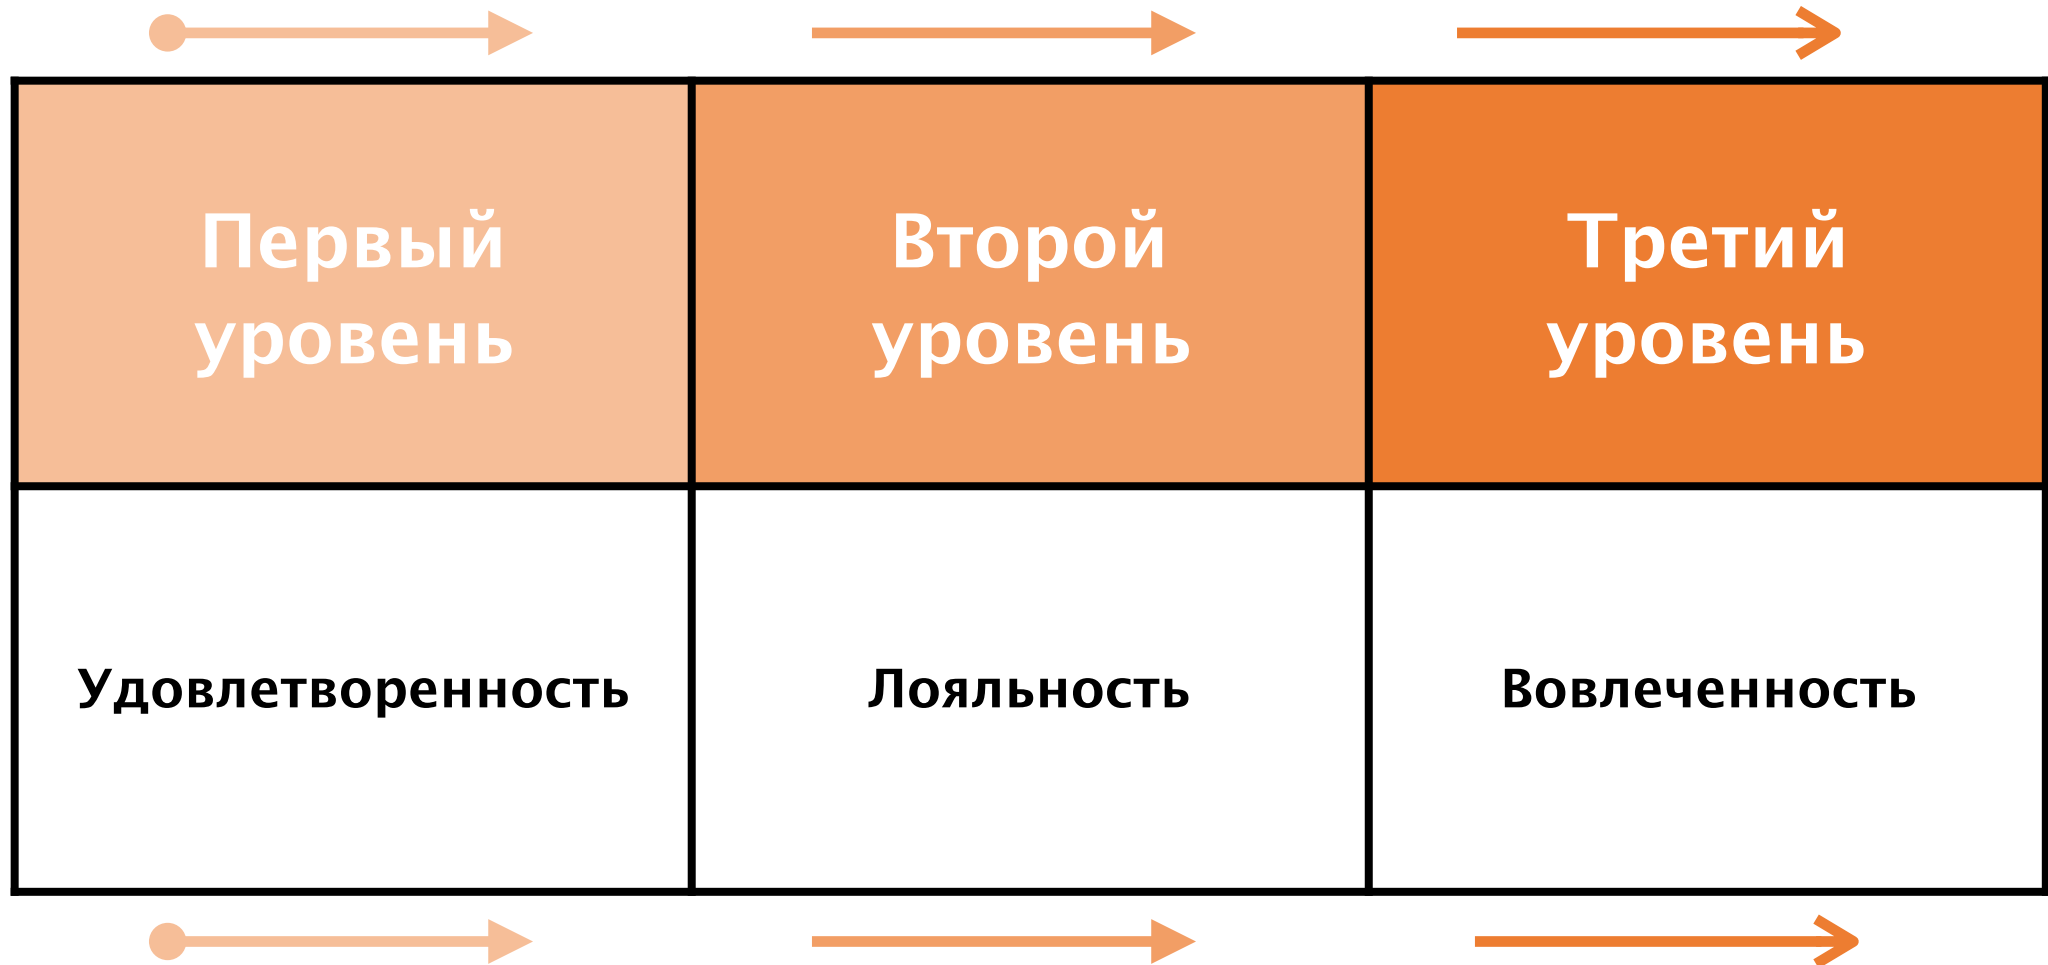 Первый
уровень
Второй
уровень
Третий
уровень
Удовлетворенность
Лояльность
Вовлеченность